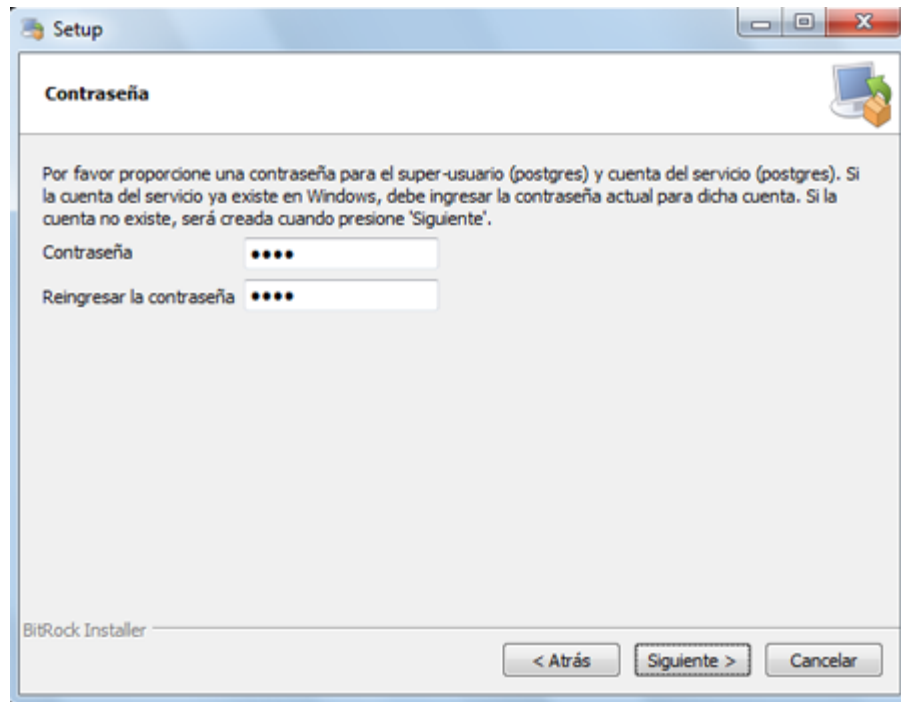 Setup
Contraseña
Por favor proporcione una contraseña para el super-usuario (postgres) y cuenta del servicio (postgres). Si
la cuenta del servicio ya existe en Windows, debe ingresar la contraseña actual para dicha cuenta. Si la
cuenta no existe, será creada cuando presione 'Siguiente'.
Contraseña ••••
Reingresar la contraseña ••••
BitRock Installer
< Atrás Siguiente > Cancelar